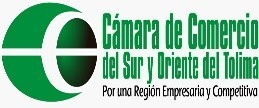 Cámara de Comercio
del Sur y Oriente del Tolima
Por una Región Empresaria y Competitiva